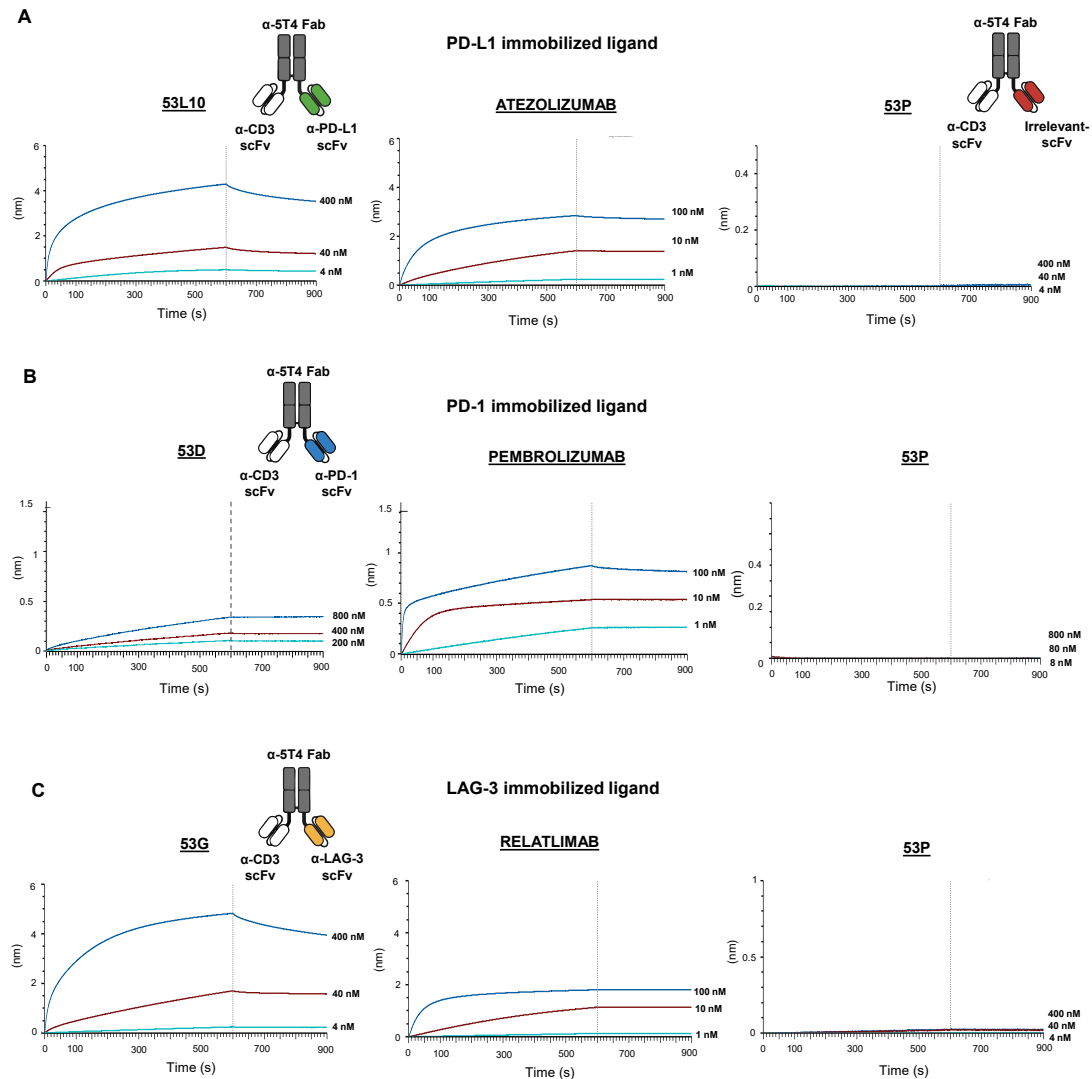 A
α-5T4 Fab
PD-L1 immobilized ligand
α-5T4 Fab
53L10
α-CD3 scFv
α-PD-L1 scFv
ATEZOLIZUMAB
53P
α-CD3 scFv
Irrelevant-scFv
6
4
2
0
(nm)
400 nM
40 nM
4 nM
0 100 300 500 700 900
Time (s)
6
4
2
0
(nm)
100 nM
10 nM
1 nM
0 100 300 500 700 900
Time (s)
0.4
0.2
0
(nm)
400 nM
40 nM
4 nM
0 100 300 500 700 900
Time (s)
B
α-5T4 Fab
PD-1 immobilized ligand
53D
α-CD3 scFv
α-PD-1 scFv
PEMBROLIZUMAB
53P
1.5
1
0.5
0
(nm)
800 nM
400 nM
200 nM
0 100 300 500 700 900
Time (s)
1.5
1
0.5
0
(nm)
100 nM
10 nM
1 nM
0 100 300 500 700 900
Time (s)
0.4
0.2
0
(nm)
800 nM
80 nM
8 nM
0 100 300 500 700 900
Time (s)
C
α-5T4 Fab
LAG-3 immobilized ligand
53G
α-CD3 scFv
α-LAG-3 scFv
RELATLIMAB
53P
6
4
2
0
(nm)
400 nM
40 nM
4 nM
0 100 300 500 700 900
Time (s)
6
4
2
0
(nm)
100 nM
10 nM
1 nM
0 100 300 500 700 900
Time (s)
1
0.5
0
(nm)
400 nM
40 nM
4 nM
0 100 300 500 700 900
Time (s)